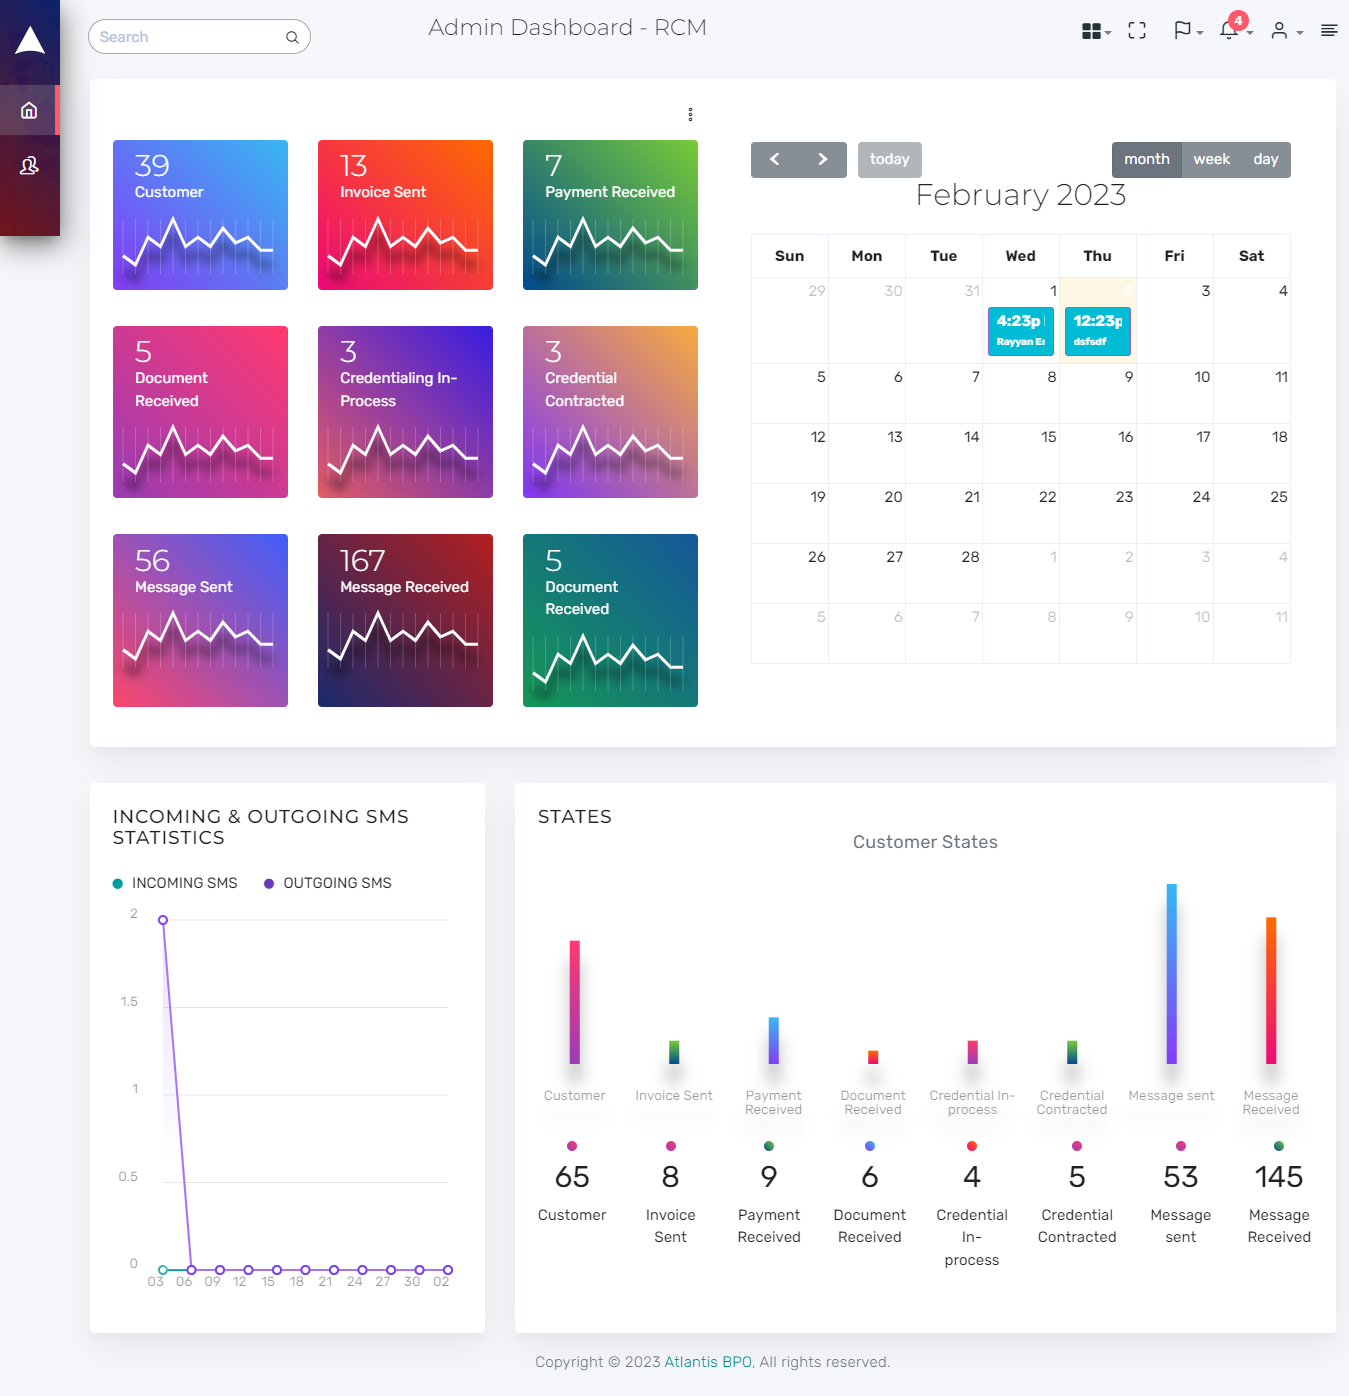 Search
Admin Dashboard - RCM
4
39
Customer
13
Invoice Sent
7
Payment Received
5
Document
Received
3
Credentialing In-
Process
3
Credential
Contracted
56
Message Sent
167
Message Received
5
Document
Received
today
month week day
February 2023
Sun Mon Tue Wed Thu Fri Sat
29 30 31 1 2 3 4
4:23p 12:23p
Rayyan dsfsdf
5 6 7 8 9 10 11
12 13 14 15 16 17 18
19 20 21 22 23 24 25
26 27 28 1 2 3 4
5 6 7 8 9 10 11
INCOMING & OUTGOING SMS
STATISTICS
INCOMING SMS OUTGOING SMS
2
1.5
1
0.5
0
03 06 09 12 15 18 21 24 27 30 02
STATES
Customer States
Customer Invoice Sent Payment Document Credential In- Credential Message sent Message
Received Received process Contracted Received
65 8 9 6 4 5 53 145
Customer Invoice Payment Document Credential Credential Message Message
Sent Received Received In- Contracted sent Received
process
Copyright © 2023 Atlantis BPO, All rights reserved.